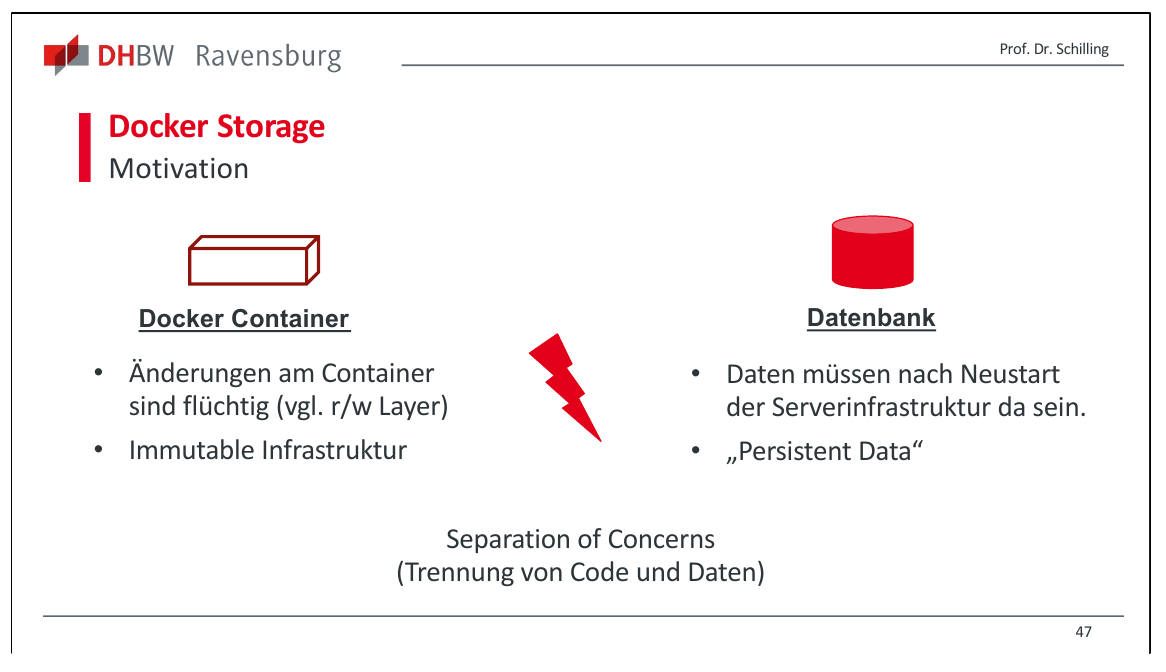 DHBW Ravensburg
Prof. Dr. Schilling
Docker Storage
Motivation
Docker Container
• Änderungen am Container
sind flüchtig (vgl. r/w Layer)
• Immutable Infrastruktur
Datenbank
• Daten müssen nach Neustart
der Serverinfrastruktur da sein.
• „Persistent Data“
Separation of Concerns
(Trennung von Code und Daten)
47